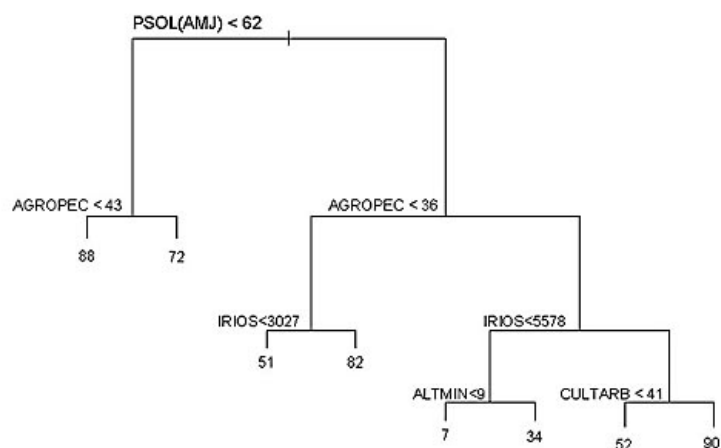 PSOL(AMJ) < 62
AGROPEC < 43
AGROPEC < 36
88
72
IRIOS<3027
IRIOS<5578
51
82
ALTMIN<9
CULTARB < 41
7
34
52
90